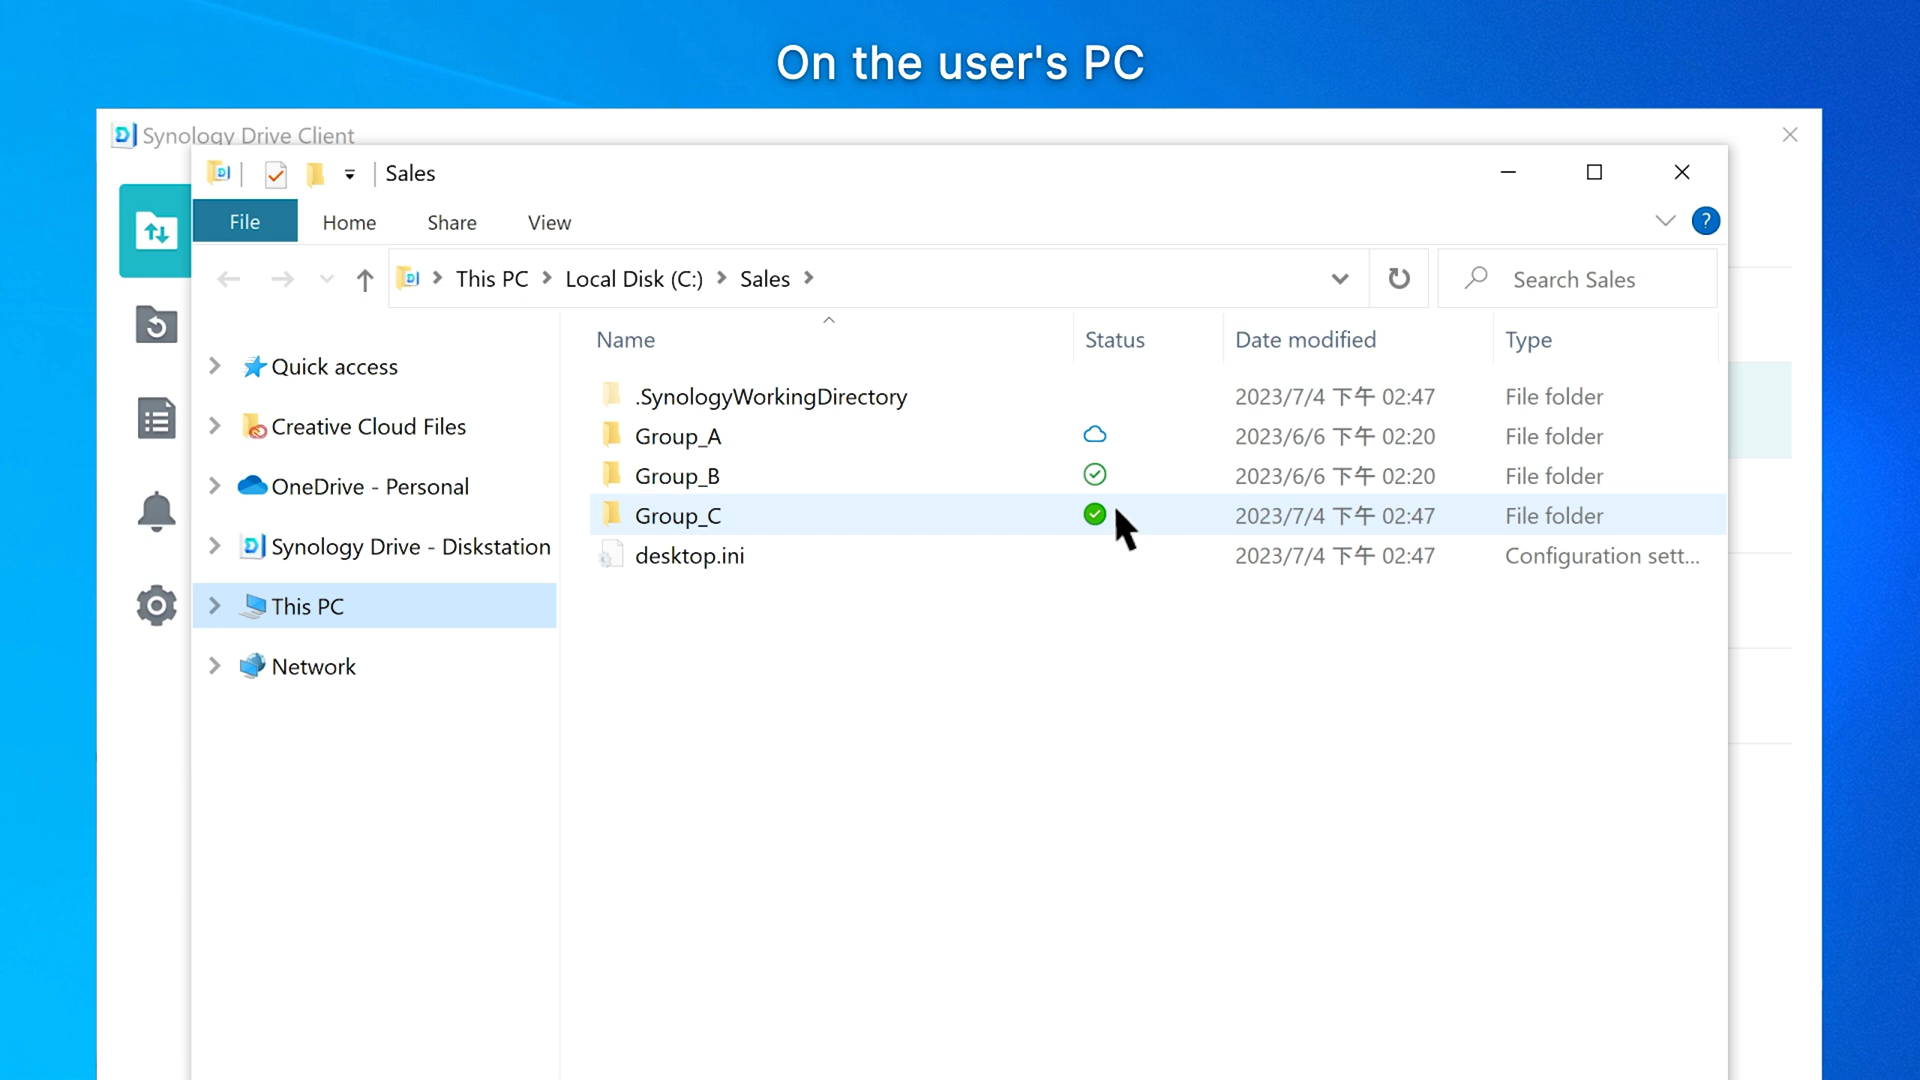 On the user's PC
Synology Drive Client
Sales
File Home Share View
This PC Local Disk (C:) Sales
Search Sales
Name Status Date modified Type
Quick access
Creative Cloud Files
OneDrive - Personal
Synology Drive - Diskstation
This PC
Network
.SynologyWorkingDirectory 2023/7/4 下午 02:47 File folder
Group_A 2023/6/6 下午 02:20 File folder
Group_B 2023/6/6 下午 02:20 File folder
Group_C 2023/7/4 下午 02:47 File folder
desktop.ini 2023/7/4 下午 02:47 Configuration sett...